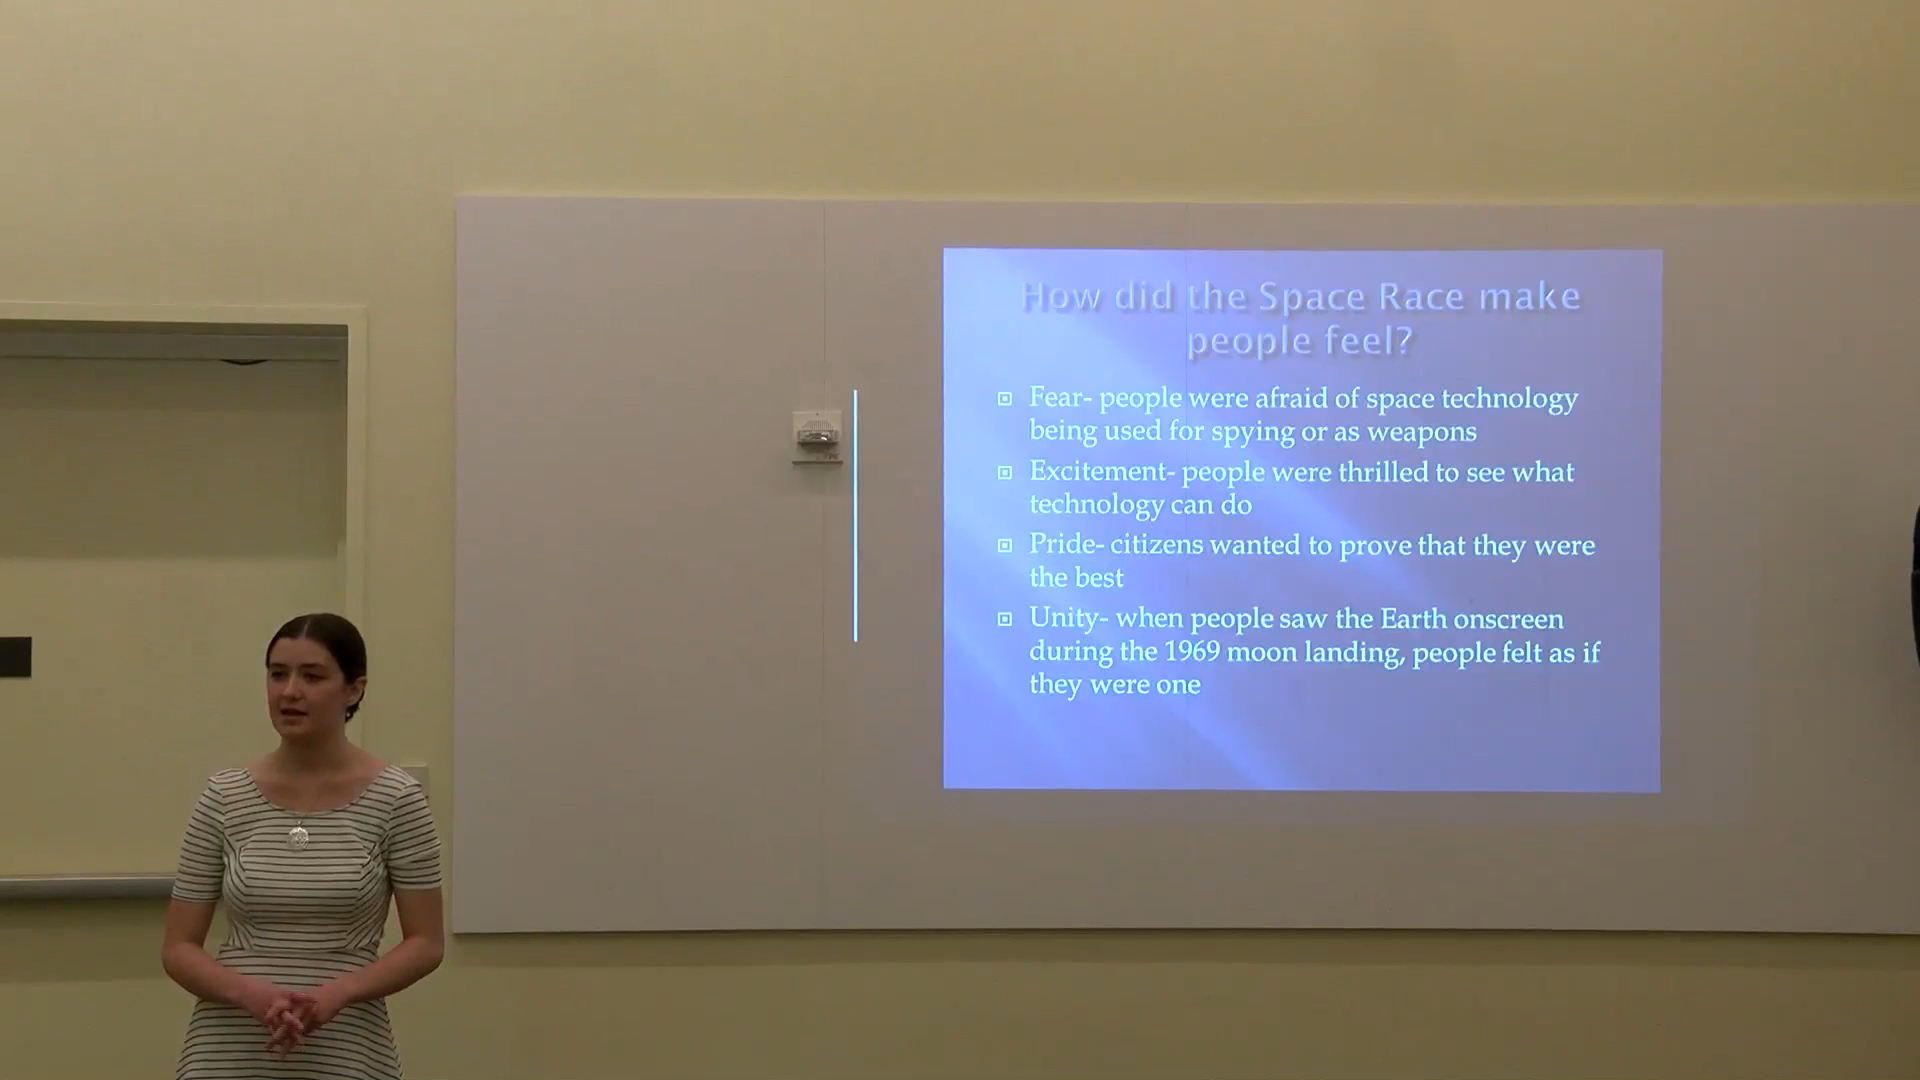 How did the Space Race make
people feel?
Fear- people were afraid of space technology
being used for spying or as weapons
Excitement- people were thrilled to see what
technology can do
Pride- citizens wanted to prove that they were
the best
Unity- when people saw the Earth onscreen
during the 1969 moon landing, people felt as if
they were one